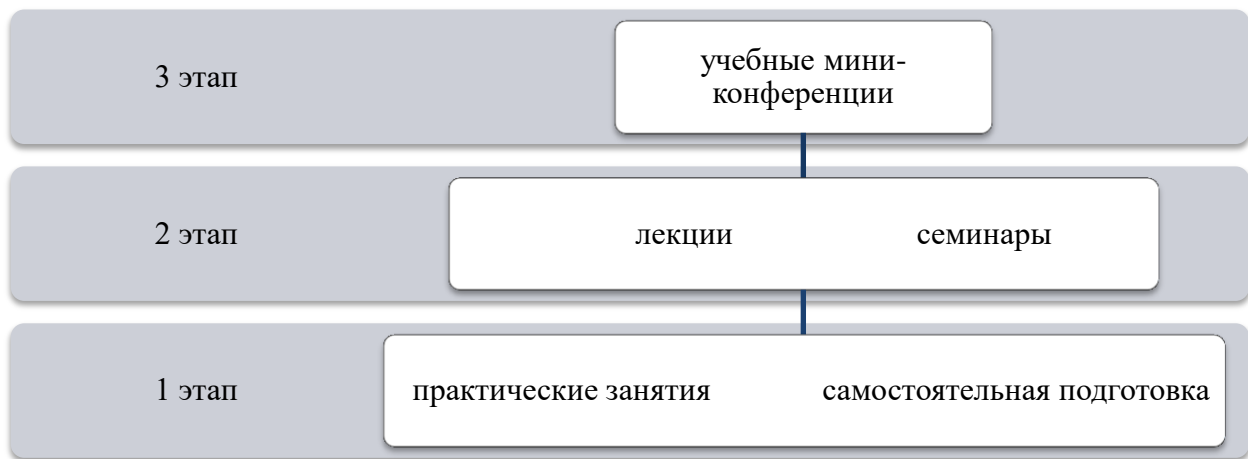 3 этап
учебные мини-
конференции
2 этап
лекции семинары
1 этап
практические занятия самостоятельная подготовка